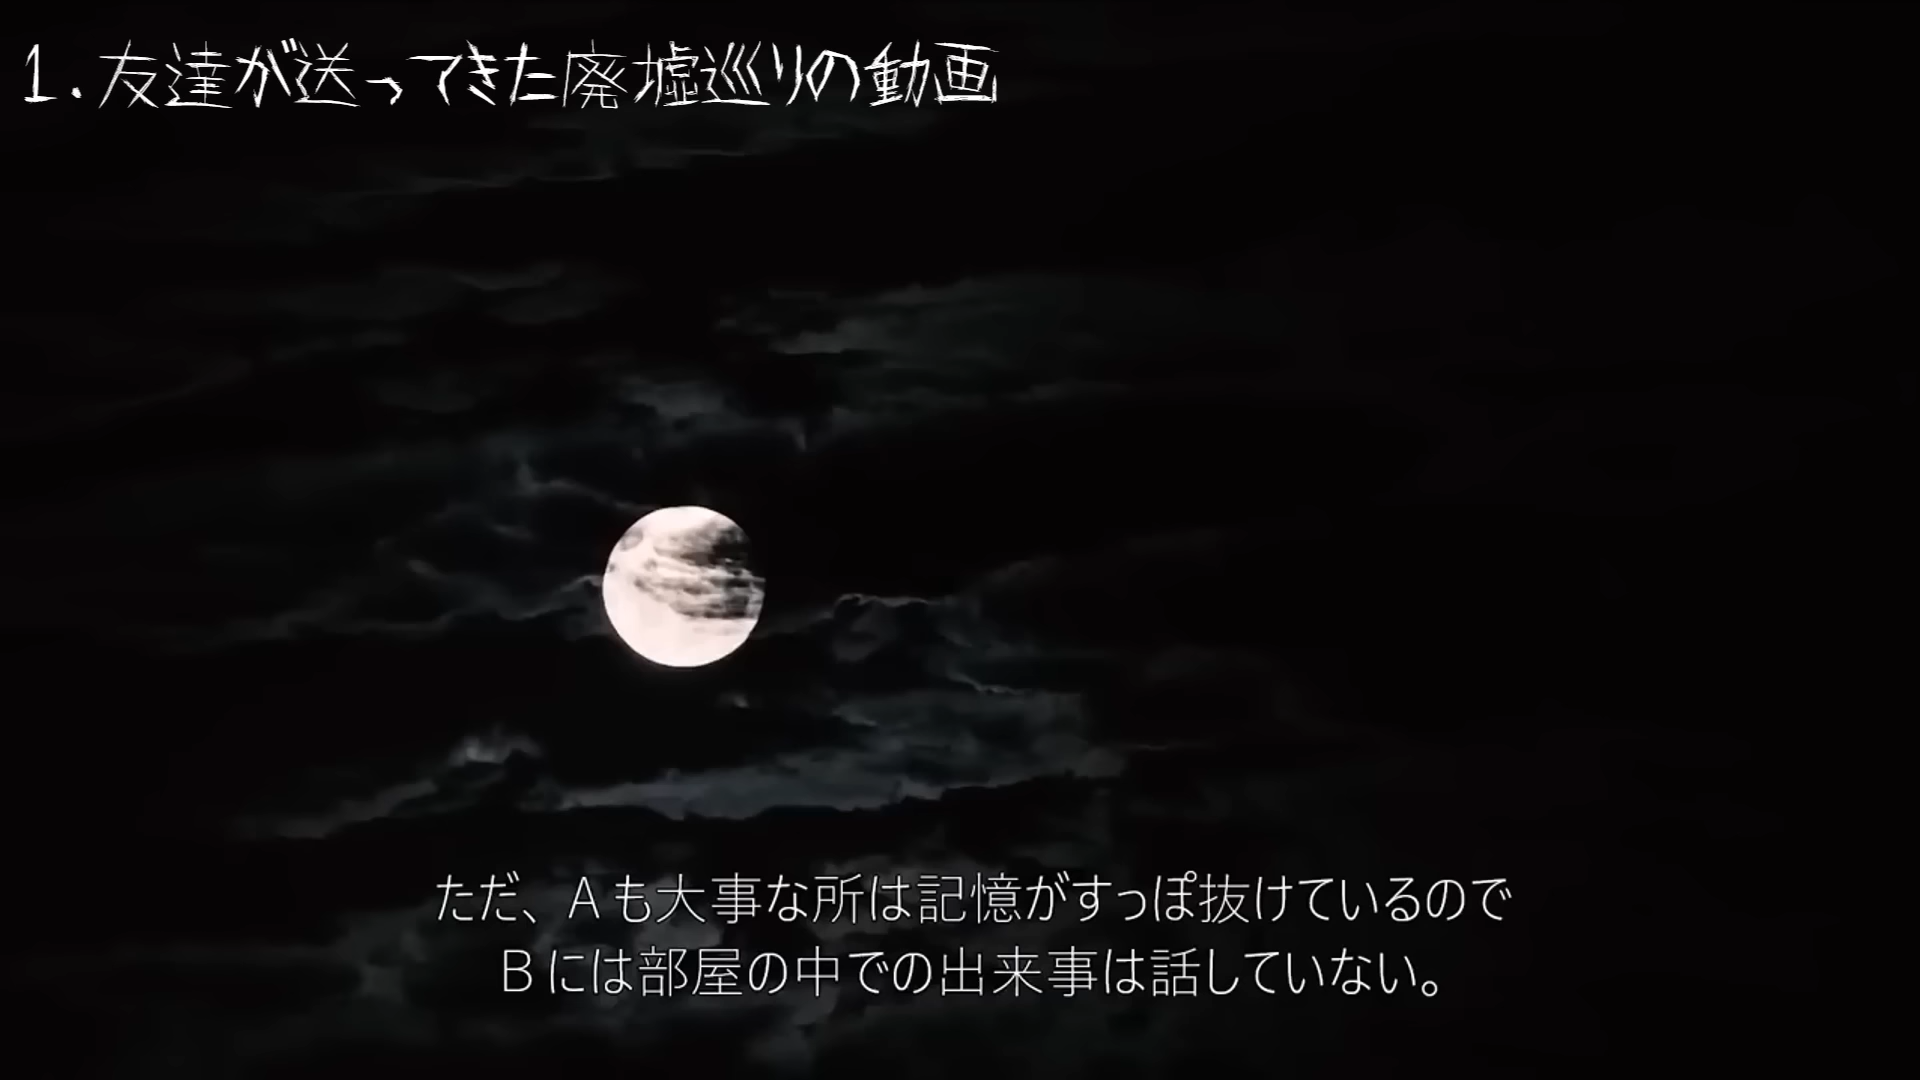 1.友達が送ってきた廃墟巡りの動画
ただ、Aも大事な所は記憶がすっぽ抜けているので
Bには部屋の中での出来事は話していない。